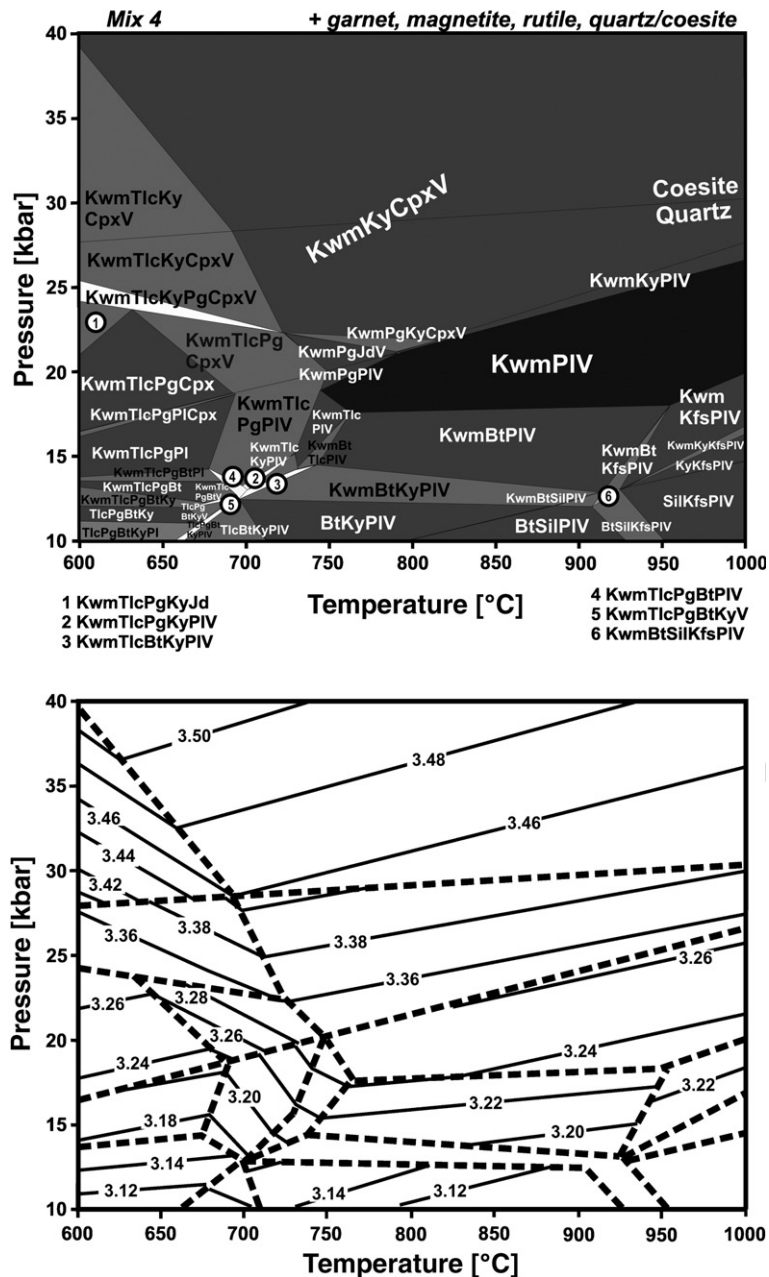 Mix 4 + garnet, magnetite, rutile, quartz/coesite
40
35
30
25
20
15
10
Pressure [kbar]
KwmTlcKy
CpxV
KwmTlcKyCpxV
KwmTlcKyPgCpxV
1
KwmTlcPg
CpxV
KwmTlcPgCpx
KwmTlcPgPlCpx
KwmTlcPgPl
KwmTlcPgBtPl
KwmTlcPgBt
KwmTlcPgBtKy
TlcPgBtKy
TlcPgBtKyPl
KwmKyCpxV
Coesite
Quartz
KwmKyPlV
KwmPgKyCpxV
KwmPgJdV
KwmPgPlV
KwmPlV
KwmTlc
PgPlV
KwmTlc
PlV
KwmTlc
KyPlV
KwmBt
TlcPlV
KwmBtPlV
Kwm
KfsPlV
KwmBt
KfsPlV
KwmKyKfsPlV
KyKfsPlV
4
2
3
KwmTlc
PgBtV
5
TlcPg
BtKyV
TlcPgBt
KyPlV
TlcBtKyPlV
KwmBtKyPlV
BtKyPlV
KwmBtSilPlV
6
BtSilPlV
BtSilKfsPlV
SilKfsPlV
600 650 700 750 800 850 900 950 1000
Temperature [°C]
1 KwmTlcPgKyJd
2 KwmTlcPgKyPlV
3 KwmTlcBtKyPlV
4 KwmTlcPgBtPlV
5 KwmTlcPgBtKyV
6 KwmBtSilKfsPlV
40
35
30
25
20
15
10
Pressure [kbar]
3.50
3.48
3.46
3.46
3.44
3.42
3.38
3.38
3.36
3.36
3.26
3.28
3.26
3.26
3.24
3.24
3.20
3.22
3.22
3.18
3.20
3.14
3.12
3.14
3.12
600 650 700 750 800 850 900 950 1000
Temperature [°C]